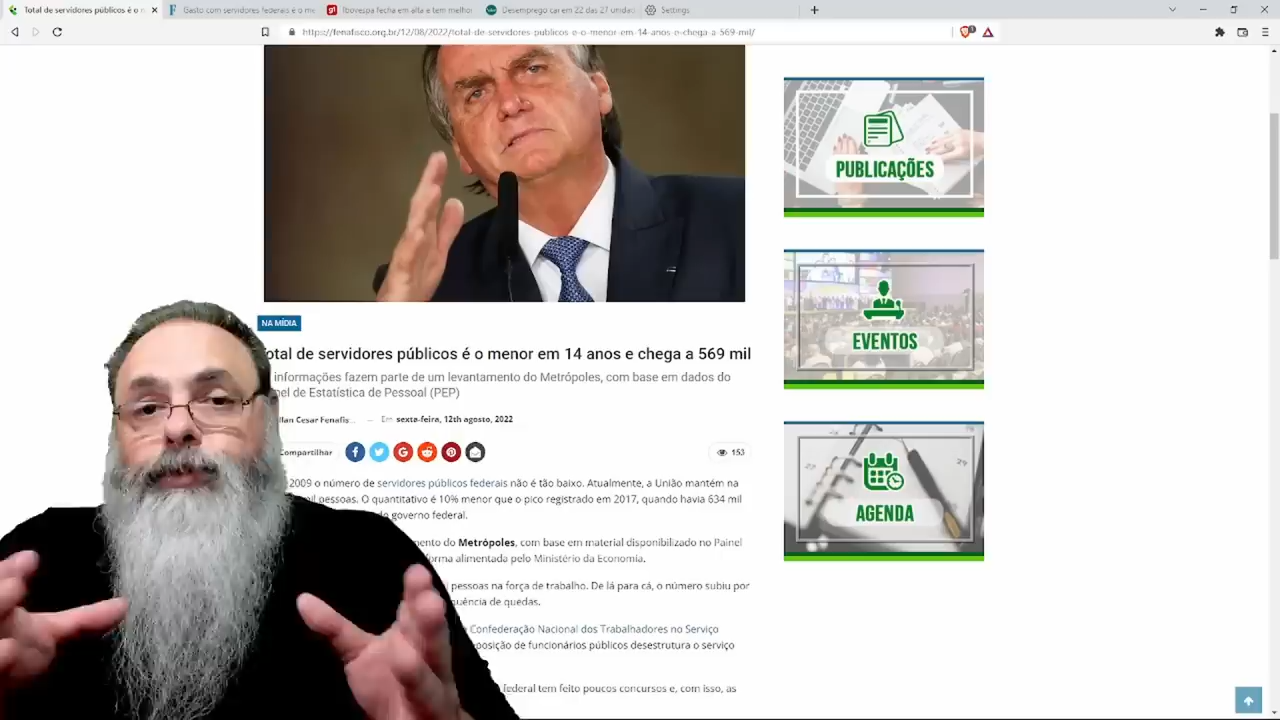 Total de servidores públicos é o n
Gasto com servidores federais é o m
Ibovespa fecha em alta e tem melhor
Desemprego cai em 22 das 27 unidad
Settings
https://fenafisco.org.br/12/08/2022/total-de-servidores-publicos-e-o-menor-em-14-anos-e-chega-a-569-mil/
PUBLICAÇÕES
EVENTOS
AGENDA
NA MÍDIA
otal de servidores públicos é o menor em 14 anos e chega a 569 mil
informações fazem parte de um levantamento do Metrópoles, com base em dados do
nel de Estatística de Pessoal (PEP)
llan Cesar Fenafis... — Em sexta-feira, 12th agosto, 2022
Compartilhar
153
2009 o número de servidores públicos federais não é tão baixo. Atualmente, a União mantém na
mil pessoas. O quantitativo é 10% menor que o pico registrado em 2017, quando havia 634 mil
do governo federal.
mento do Metrópoles, com base em material disponibilizado no Painel
forma alimentada pelo Ministério da Economia.
pessoas na força de trabalho. De lá para cá, o número subiu por
quência de quedas.
e Confederação Nacional dos Trabalhadores no Serviço
posição de funcionários públicos desestrutura o serviço
federal tem feito poucos concursos e, com isso, as